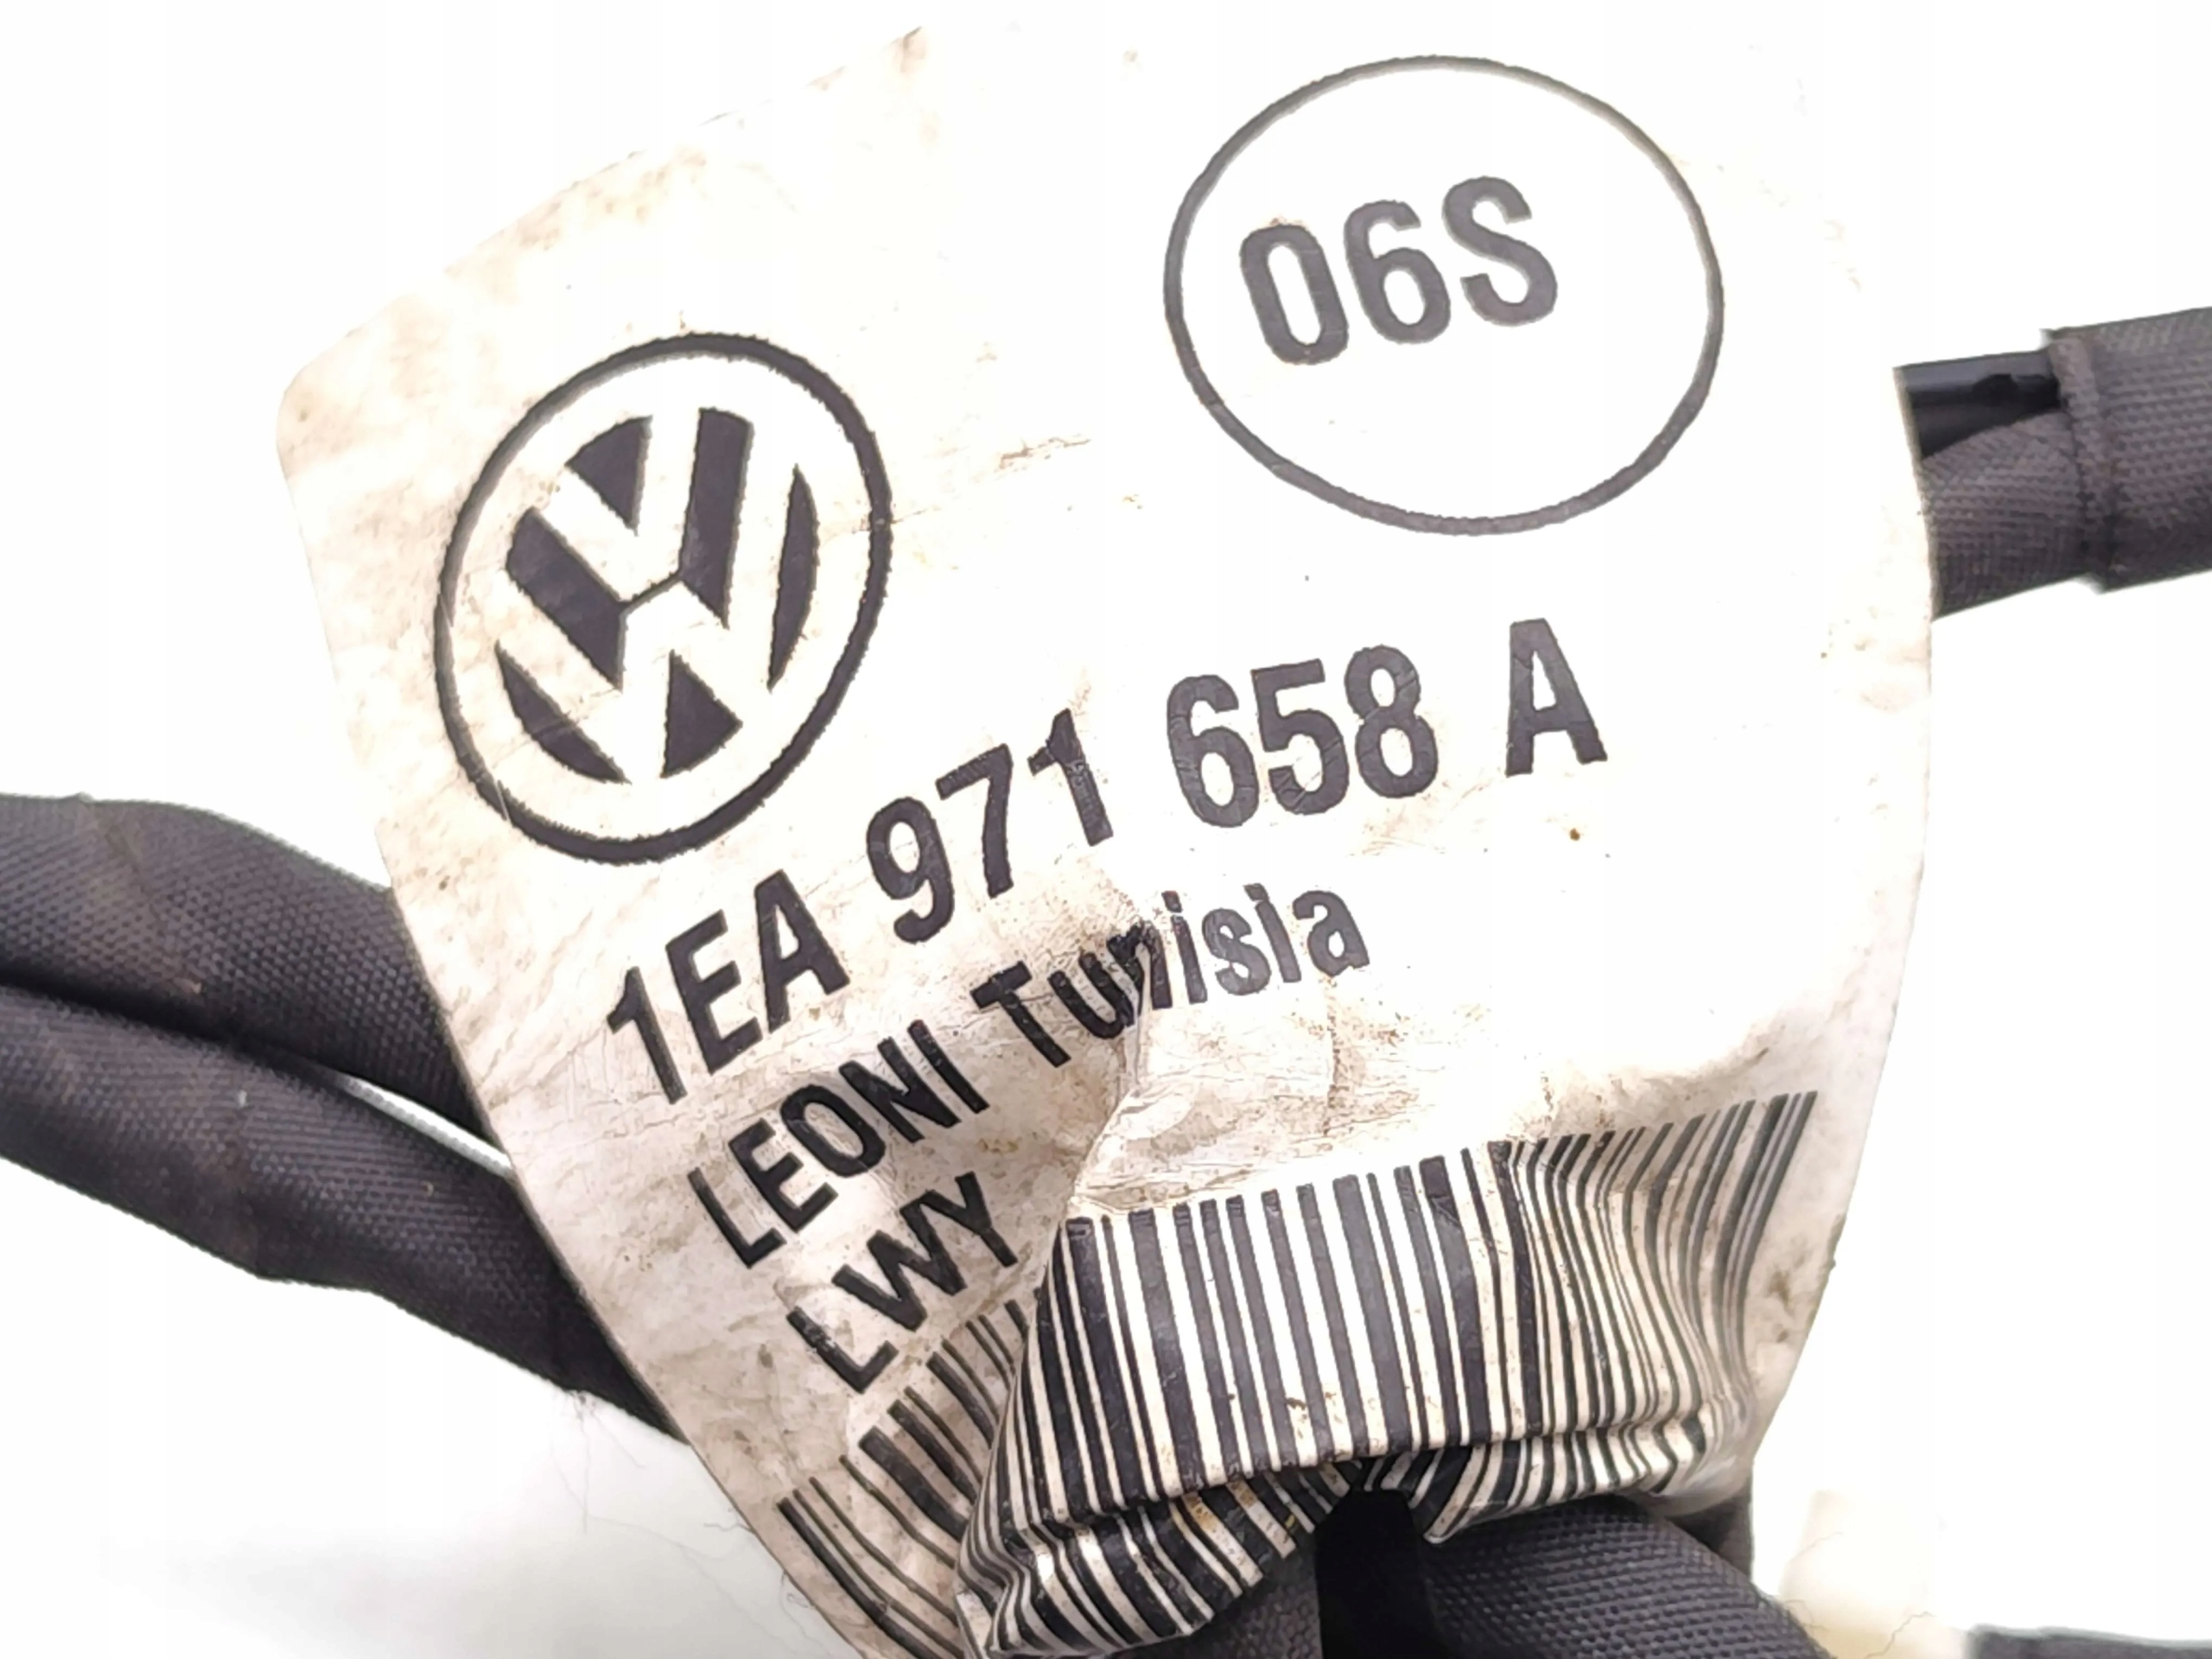 06S
1EA 971 658 A
LEONI Tunisia
LWY